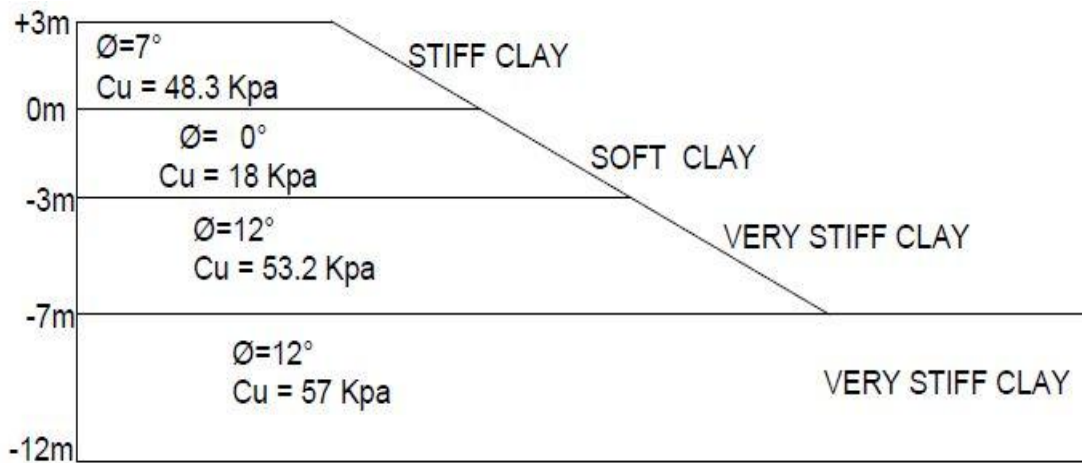 +3m
Ø=7°
STIFF CLAY
Cu = 48.3 Kpa
0m
Ø= 0°
SOFT CLAY
Cu = 18 Kpa
-3m
Ø=12°
VERY STIFF CLAY
Cu = 53.2 Kpa
-7m
Ø=12°
Cu = 57 Kpa
VERY STIFF CLAY
-12m